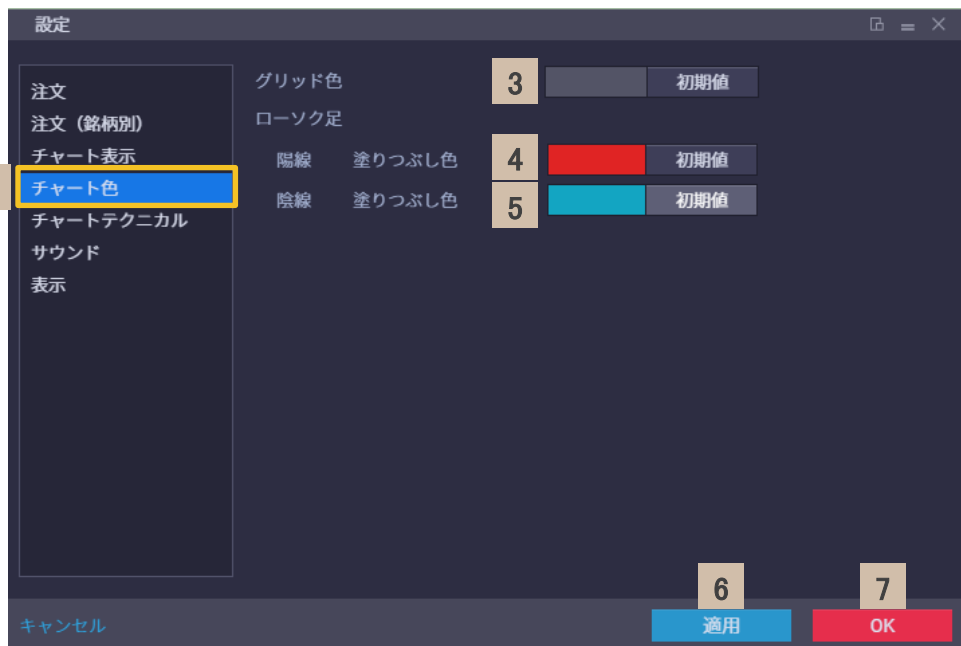 設定
注文
注文（銘柄別）
チャート表示
チャート色
チャートテクニカル
サウンド
表示
グリッド色 3 初期値
ローソク足
陽線 塗りつぶし色 4 初期値
陰線 塗りつぶし色 5 初期値
6 7
キャンセル 適用 OK